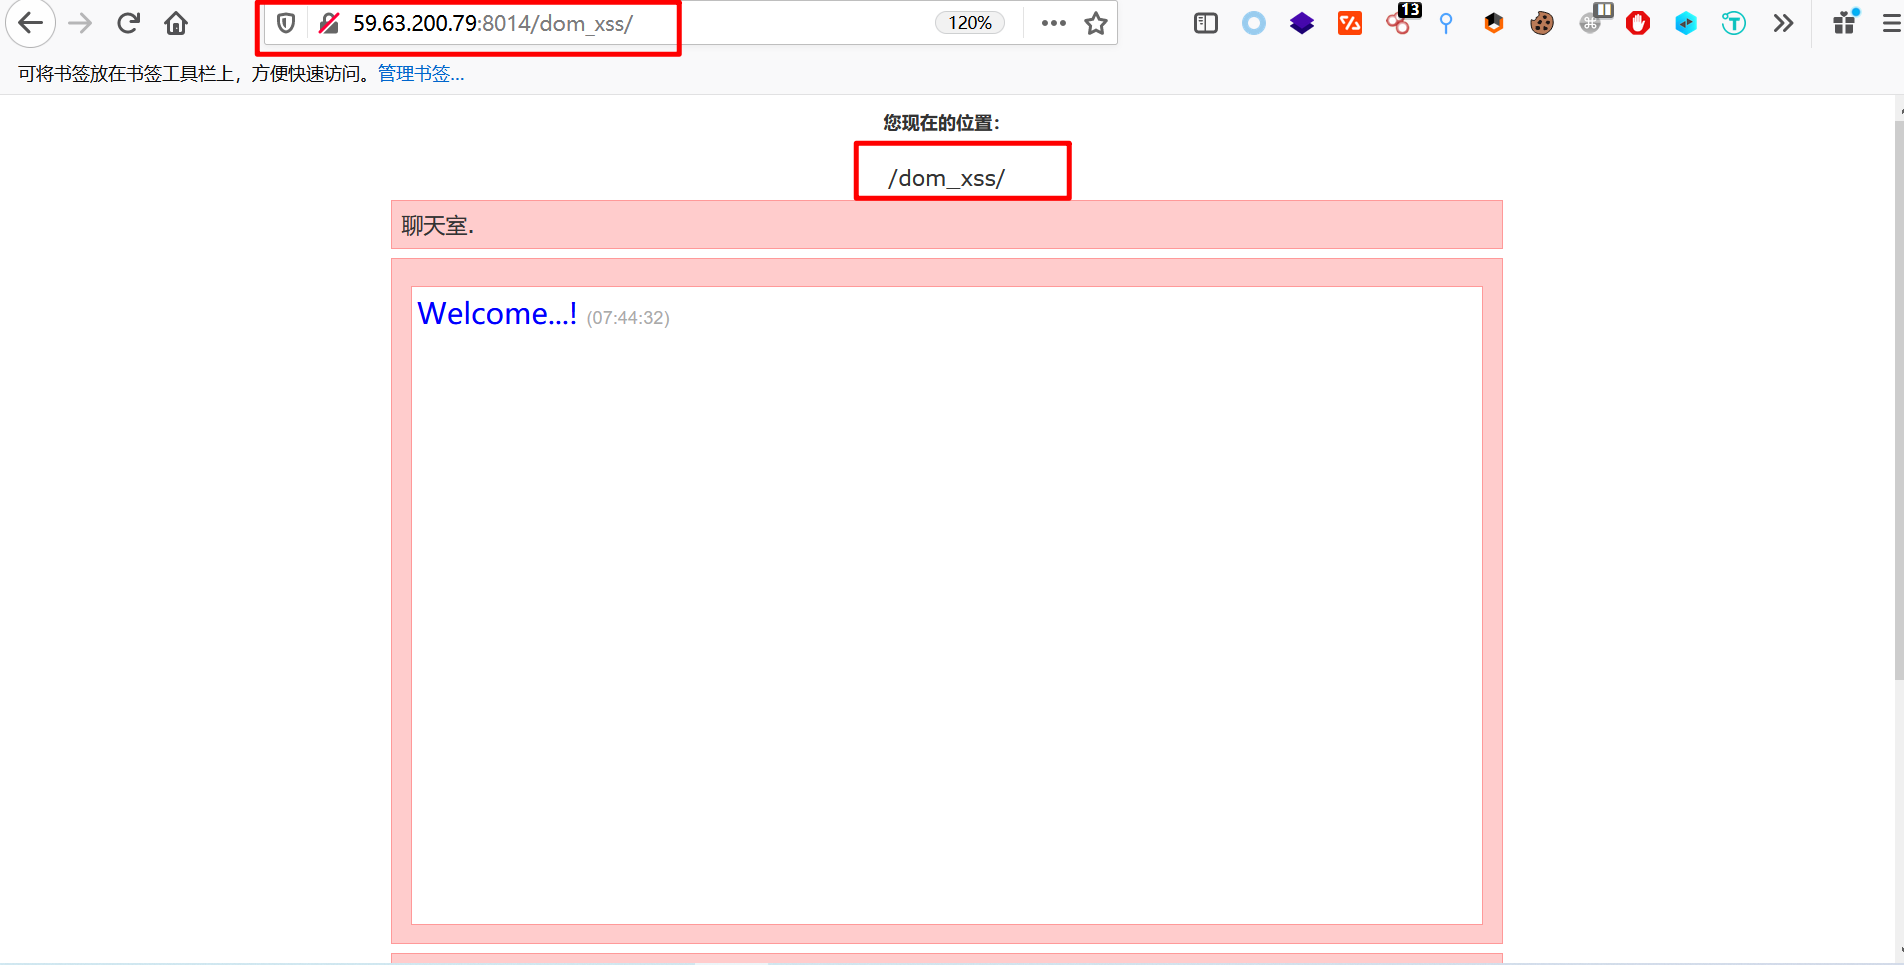 59.63.200.79:8014/dom_xss/
120%
13
可将书签放在书签工具栏上，方便快速访问。管理书签...
您现在的位置：
/dom_xss/
聊天室.
Welcome...! (07:44:32)